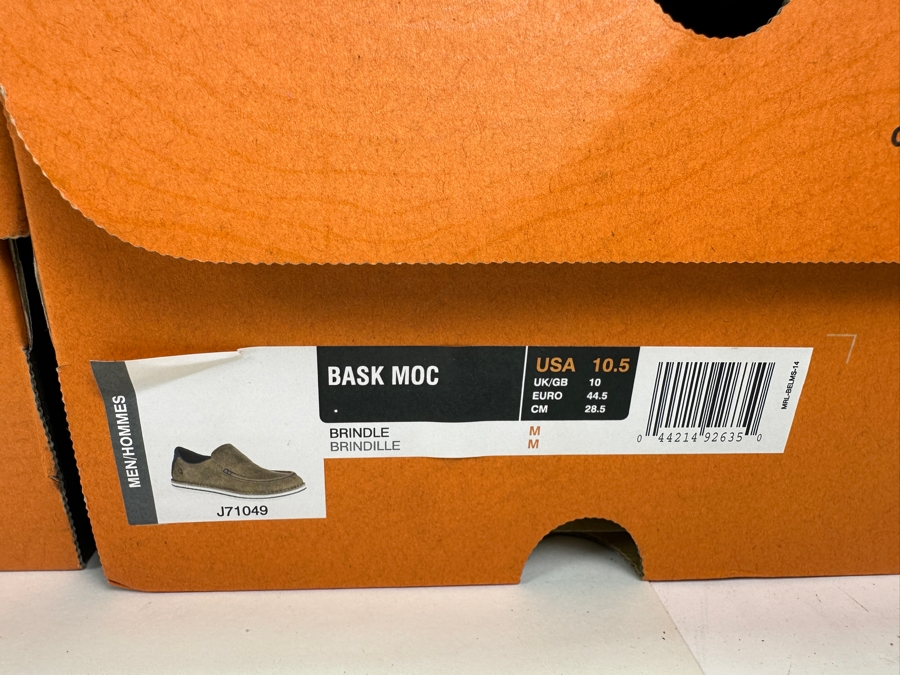 MEN/HOMMES
J71049
BASK MOC
.
BRINDLE
BRINDILLE
USA 10.5
UK/GB 10
EURO 44.5
CM 28.5
M
M
0 44214 92635 0
MRL-BELMS-14